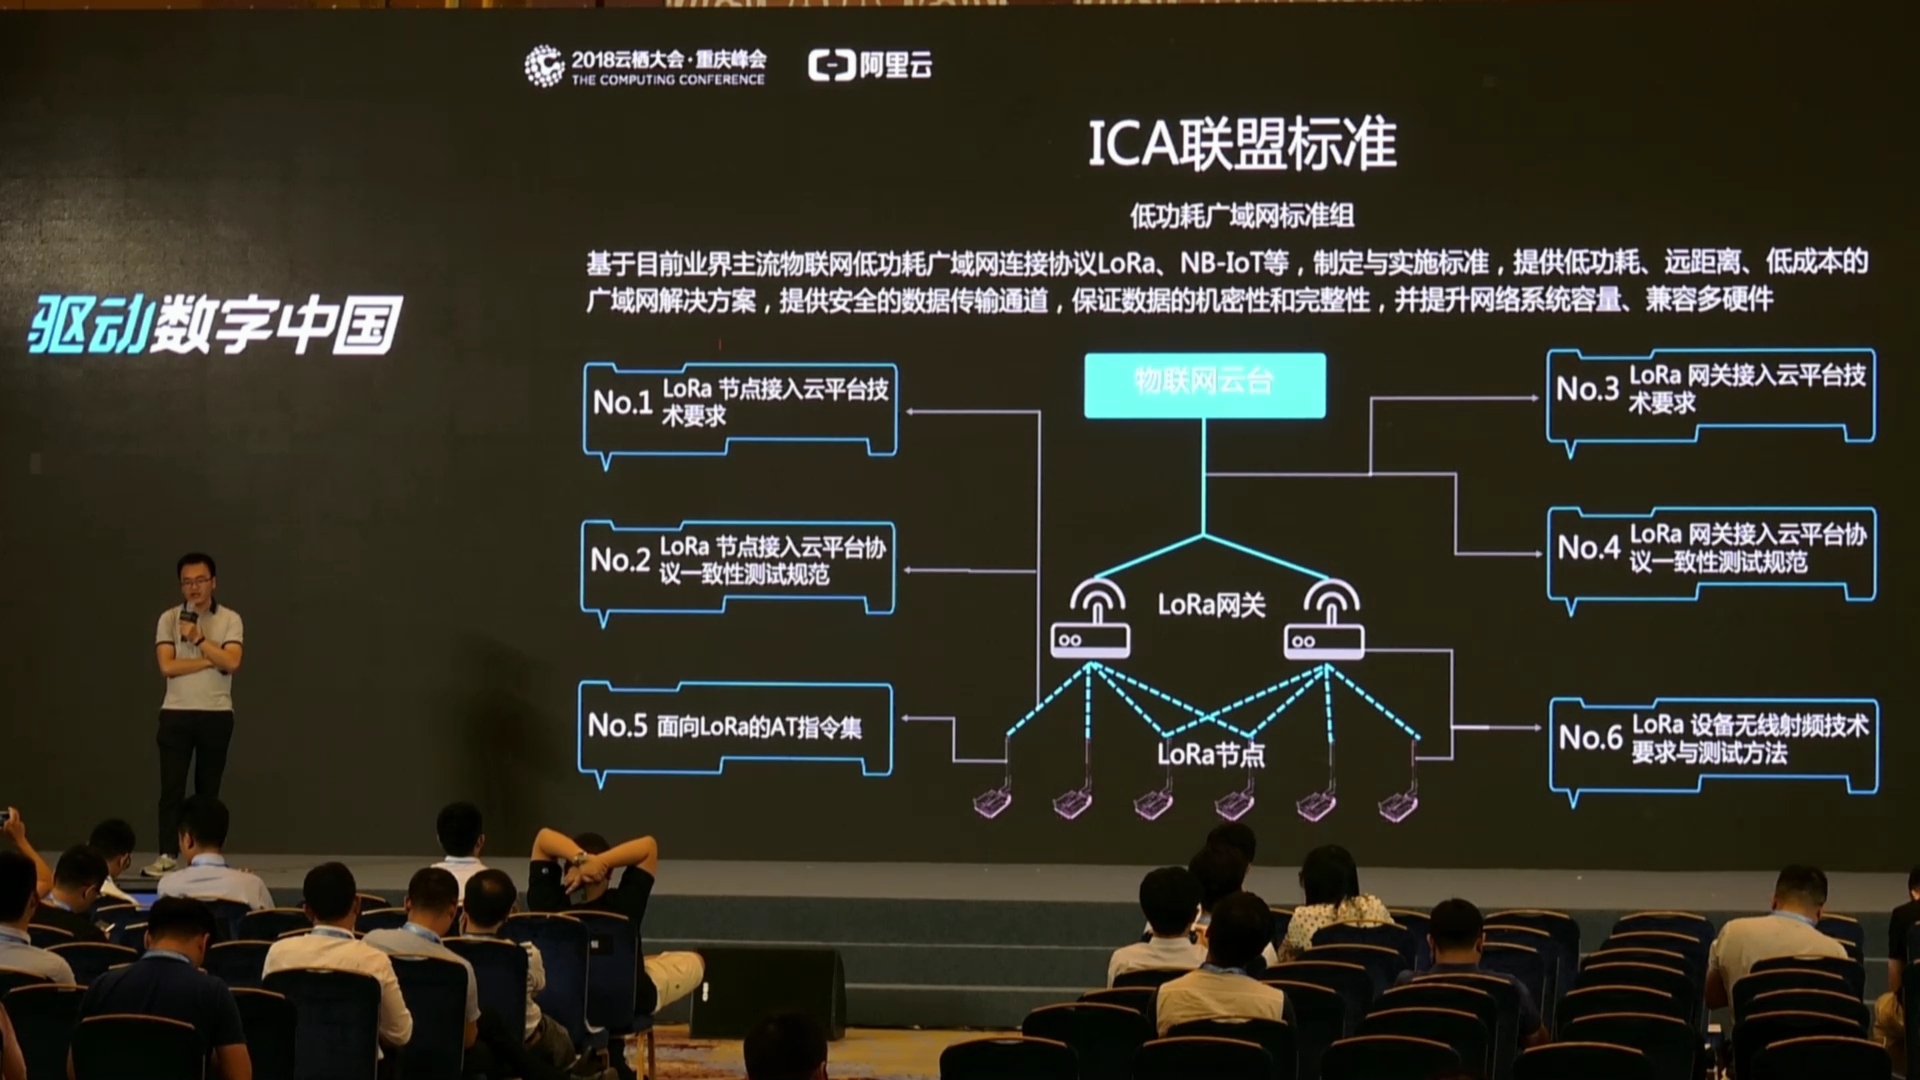 2018云栖大会·重庆峰会
THE COMPUTING CONFERENCE
阿里云
ICA联盟标准
低功耗广域网标准组
基于目前业界主流物联网低功耗广域网连接协议LoRa、NB-IoT等，制定与实施标准，提供低功耗、远距离、低成本的
广域网解决方案，提供安全的数据传输通道，保证数据的机密性和完整性，并提升网络系统容量、兼容多硬件
驱动数字中国
物联网云台
No.1 LoRa 节点接入云平台技
术要求
No.3 LoRa 网关接入云平台技
术要求
No.2 LoRa 节点接入云平台协
议一致性测试规范
No.4 LoRa 网关接入云平台协
议一致性测试规范
LoRa网关
No.5 面向LoRa的AT指令集
LoRa节点
No.6 LoRa 设备无线射频技术
要求与测试方法